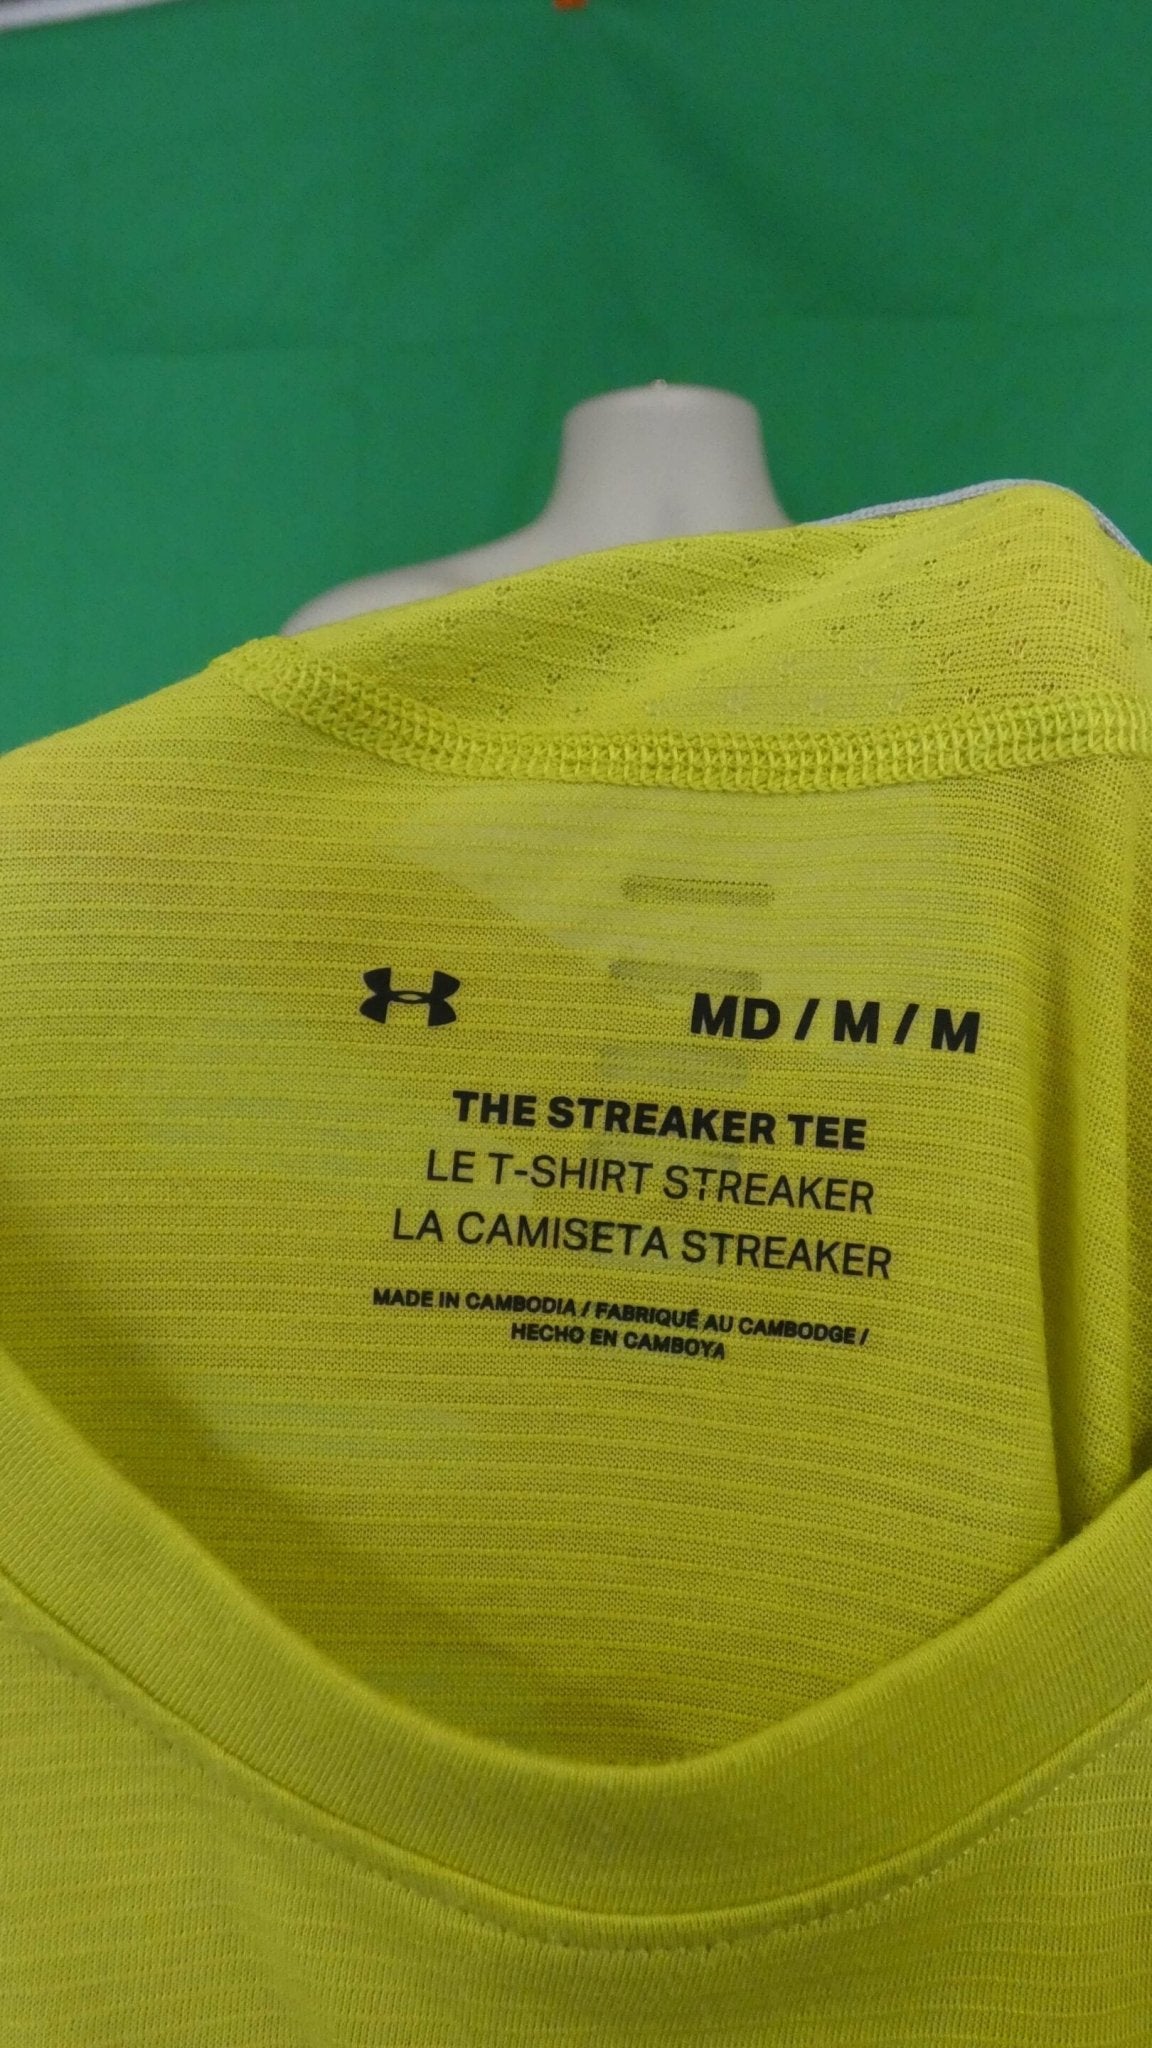 MD / M / M
THE STREAKER TEE
LE T-SHIRT STREAKER
LA CAMISETA STREAKER
MADE IN CAMBODIA / FABRIQUÉ AU CAMBODGE /
HECHO EN CAMBOYA